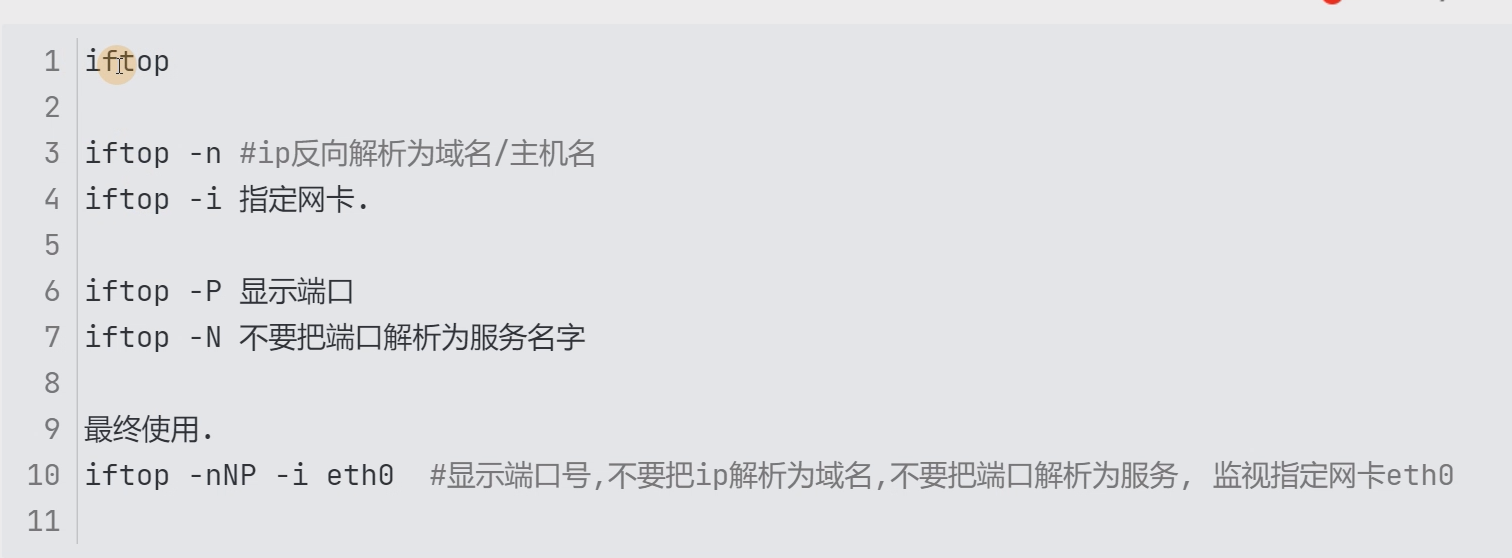 1 iftop
2
3 iftop -n #ip反向解析为域名/主机名
4 iftop -i 指定网卡.
5
6 iftop -P 显示端口
7 iftop -N 不要把端口解析为服务名字
8
9 最终使用.
10 iftop -nNP -i eth0  #显示端口号,不要把ip解析为域名,不要把端口解析为服务, 监视指定网卡eth0
11